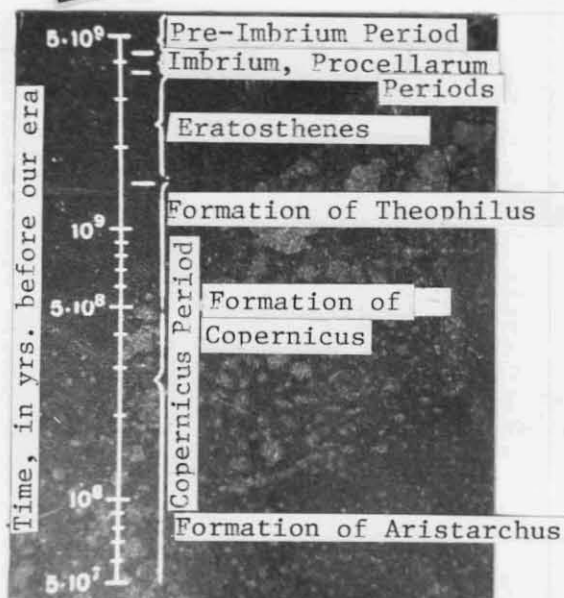 5·10⁹
Pre-Imbrium Period
Imbrium, Procellarum
Periods
Eratosthenes
Formation of Theophilus
10⁹
Formation of
5·10⁸
Copernicus
10⁸
Formation of Aristarchus
5·10⁷
Time, in yrs. before our era
Copernicus Period